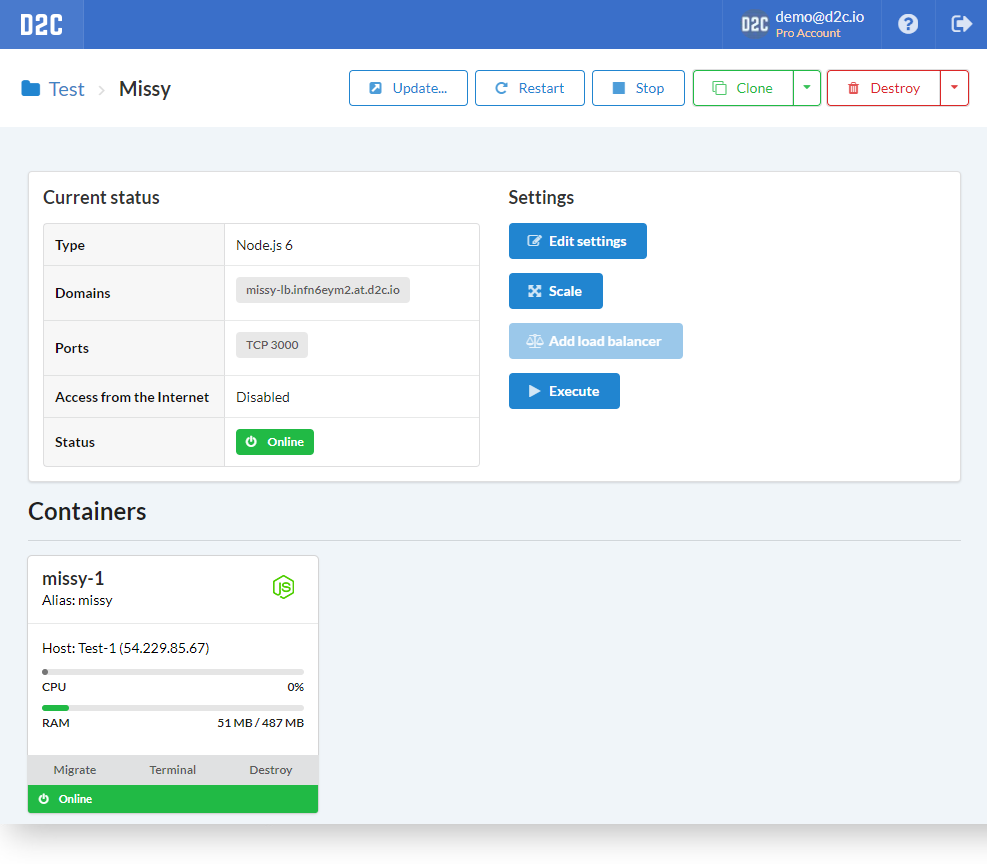 D2C
D2C demo@d2c.io
Pro Account
?
Test > Missy
Update... Restart Stop Clone Destroy
Current status
Type Node.js 6
Domains missy-lb.infn6eym2.at.d2c.io
Ports TCP 3000
Access from the Internet Disabled
Status Online
Settings
Edit settings
Scale
Add load balancer
Execute
Containers
missy-1
JS
Alias: missy
Host: Test-1 (54.229.85.67)
CPU 0%
RAM 51 MB / 487 MB
Migrate Terminal Destroy
Online